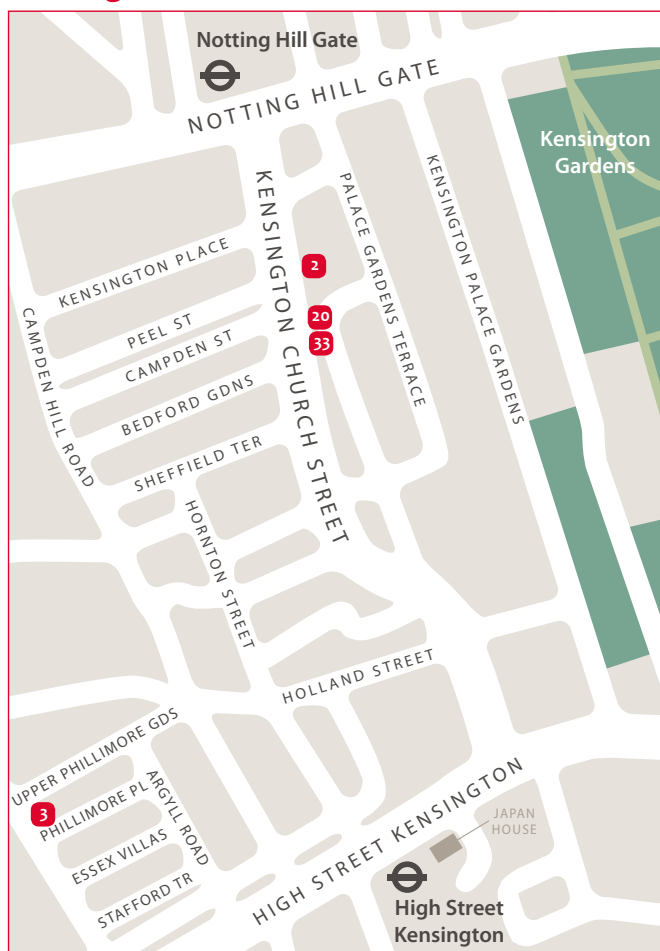 Notting Hill Gate
NOTTING HILL GATE
Kensington
Gardens
KENSINGTON CHURCH STREET
PALACE GARDENS TERRACE
KENSINGTON PALACE GARDENS
KENSINGTON PLACE
2
PEEL ST
20
CAMPDEN ST
33
CAMPDEN HILL ROAD
BEDFORD GDNS
SHEFFIELD TER
HORNTON STREET
HOLLAND STREET
UPPER PHILLIMORE GDS
3
PHILLIMORE PL
ARGYLL ROAD
ESSEX VILLAS
STAFFORD TR
HIGH STREET KENSINGTON
JAPAN
HOUSE
High Street
Kensington